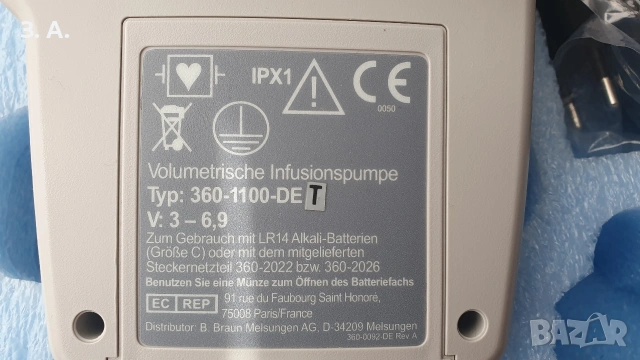 З. А.
IPX1
CE
0050
Volumetrische Infusionspumpe
Typ: 360-1100-DE T
V: 3 – 6,9
Zum Gebrauch mit LR14 Alkali-Batterien
(Größe C) oder mit dem mitgelieferten
Steckernetzteil 360-2022 bzw. 360-2026
Benutzen Sie eine Münze zum Öffnen des Batteriefachs
EC REP
91 rue du Faubourg Saint Honoré,
75008 Paris/France
Distributor: B. Braun Melsungen AG, D-34209 Melsungen
360-0092-DE Rev A
BAZAR.bg